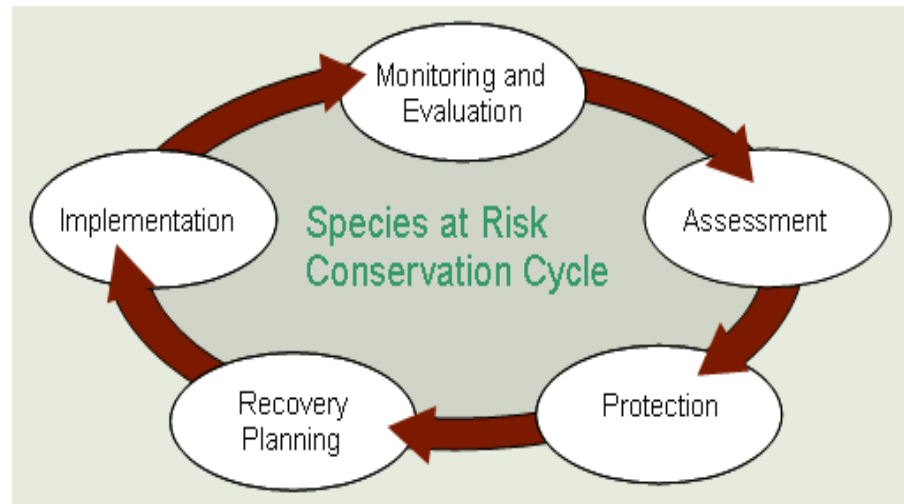 Monitoring and
Evaluation
Assessment
Protection
Recovery
Planning
Implementation
Species at Risk
Conservation Cycle